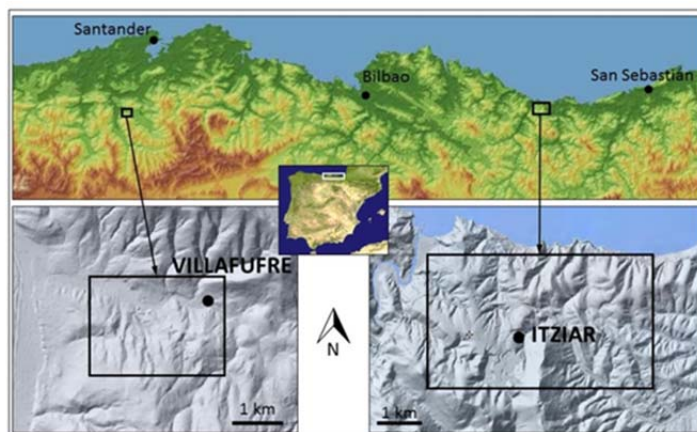 Santander
Bilbao
San Sebastián
VILLAFUFRE
ITZIAR
N
1 km
1 km